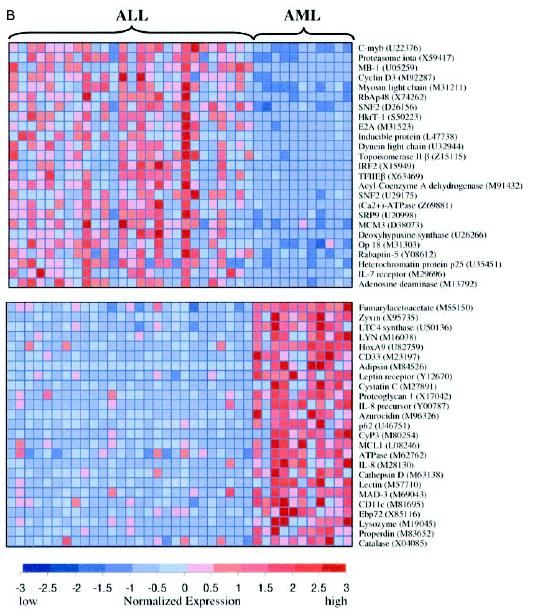 B
ALL AML
C-myb (U22376)
Proteasome iota (X59417)
MB-1 (U05259)
Cyclin D3 (M92287)
Myosin light chain (M31211)
RbAp48 (X74262)
SNF2 (D26156)
HkrT-1 (S50223)
E2A (M31523)
Inducible protein (L47738)
Dynein light chain (U32944)
Topoisomerase II β (Z15115)
IRF2 (X15949)
TFIIEβ (X63469)
Acyl-Coenzyme A dehydrogenase (M91432)
SNF2 (U29175)
(Ca2+)-ATPase (Z69881)
SRP9 (U20998)
MCM3 (D38073)
Deoxyhypusine synthase (U26266)
Op 18 (M31303)
Rabaptin-5 (Y08612)
Heterochromatin protein p25 (U35451)
IL-7 receptor (M29696)
Adenosine deaminase (M13792)
Fumarylacetoacetate (M55150)
Zyxin (X95735)
LTC4 synthase (U50136)
LYN (M16038)
HoxA9 (U82759)
CD33 (M23197)
Adipsin (M84526)
Leptin receptor (Y12670)
Cystatin C (M27891)
Proteoglycan 1 (X17042)
IL-8 precursor (Y00787)
Azurocidin (M96326)
p62 (U46751)
CyP3 (M80254)
MCL1 (L08246)
ATPase (M62762)
IL-8 (M28130)
Cathepsin D (M63138)
Lectin (M57710)
MAD-3 (M69043)
CD11c (M81695)
Ebp72 (X85116)
Lysozyme (M19045)
Properdin (M83652)
Catalase (X04085)
-3 -2.5 -2 -1.5 -1 -0.5 0 0.5 1 1.5 2 2.5 3
low Normalized Expression high